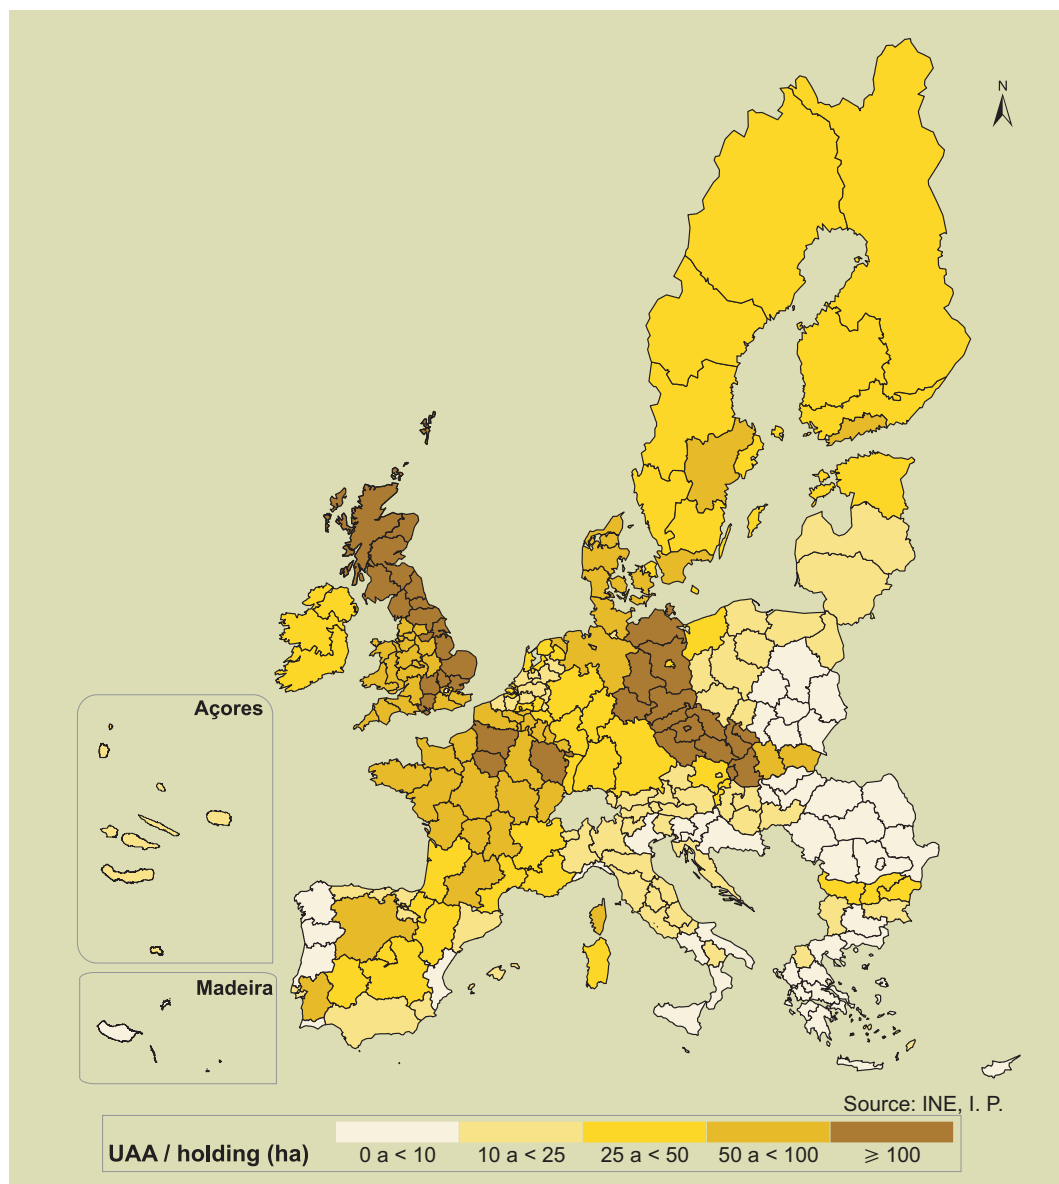 N
Açores
Madeira
Source: INE, I. P.
UAA / holding (ha)
0 a < 10
10 a < 25
25 a < 50
50 a < 100
⩾ 100